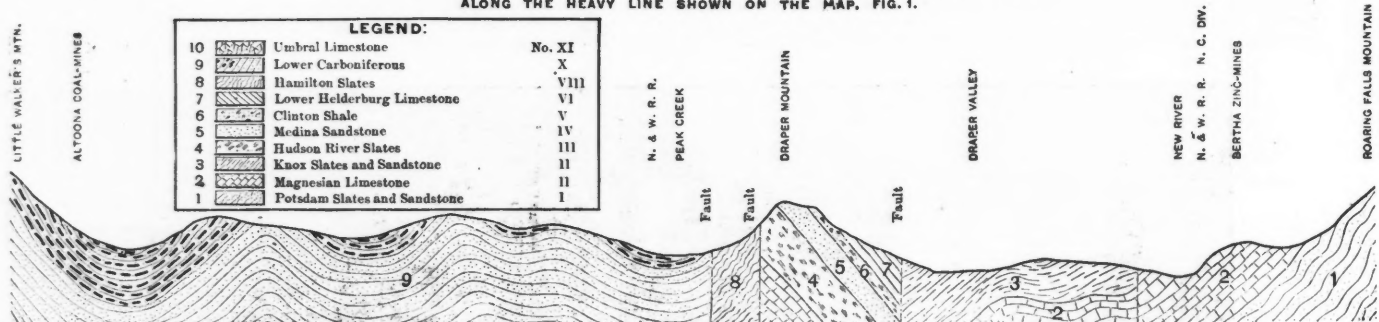 ALONG THE HEAVY LINE SHOWN ON THE MAP. FIG. 1.
LEGEND:
10 Umbral Limestone No. XI
9 Lower Carboniferous X
8 Hamilton Slates VIII
7 Lower Helderburg Limestone VI
6 Clinton Shale V
5 Medina Sandstone IV
4 Hudson River Slates III
3 Knox Slates and Sandstone II
2 Magnesian Limestone II
1 Potsdam Slates and Sandstone I
LITTLE WALKER'S MTN.
ALTOONA COAL-MINES
N. & W. R. R.
PEAK CREEK
DRAPER MOUNTAIN
DRAPER VALLEY
NEW RIVER
N. & W. R. R. N. C. DIV.
BERTHA ZINC-MINES
ROARING FALLS MOUNTAIN
Fault
Fault
Fault
9
8
4
5
6
7
3
2
2
1